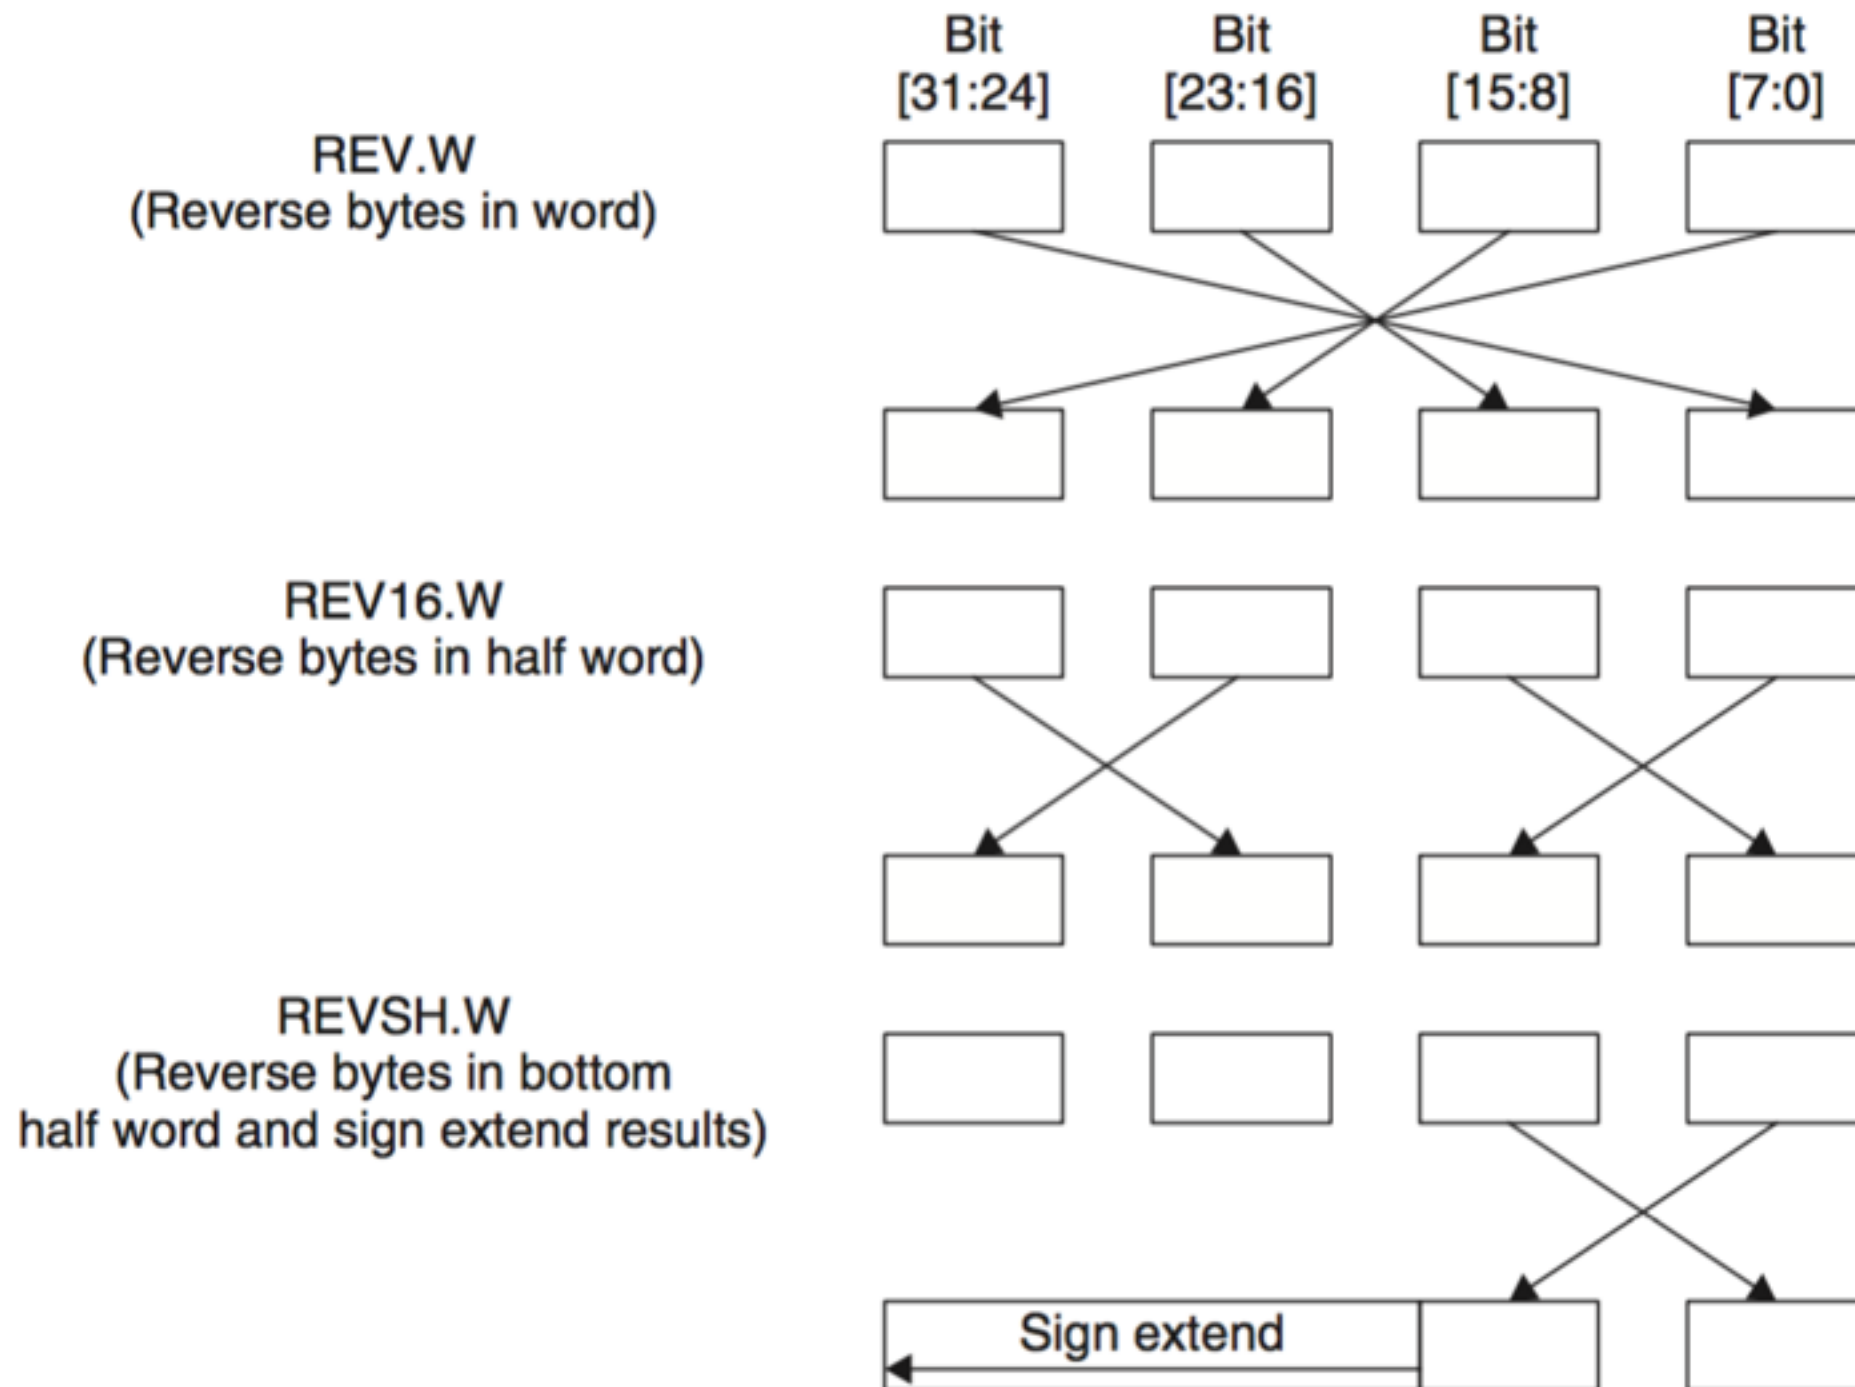 Bit Bit Bit Bit
[31:24] [23:16] [15:8] [7:0]
REV.W
(Reverse bytes in word)
REV16.W
(Reverse bytes in half word)
REVSH.W
(Reverse bytes in bottom
half word and sign extend results)
Sign extend